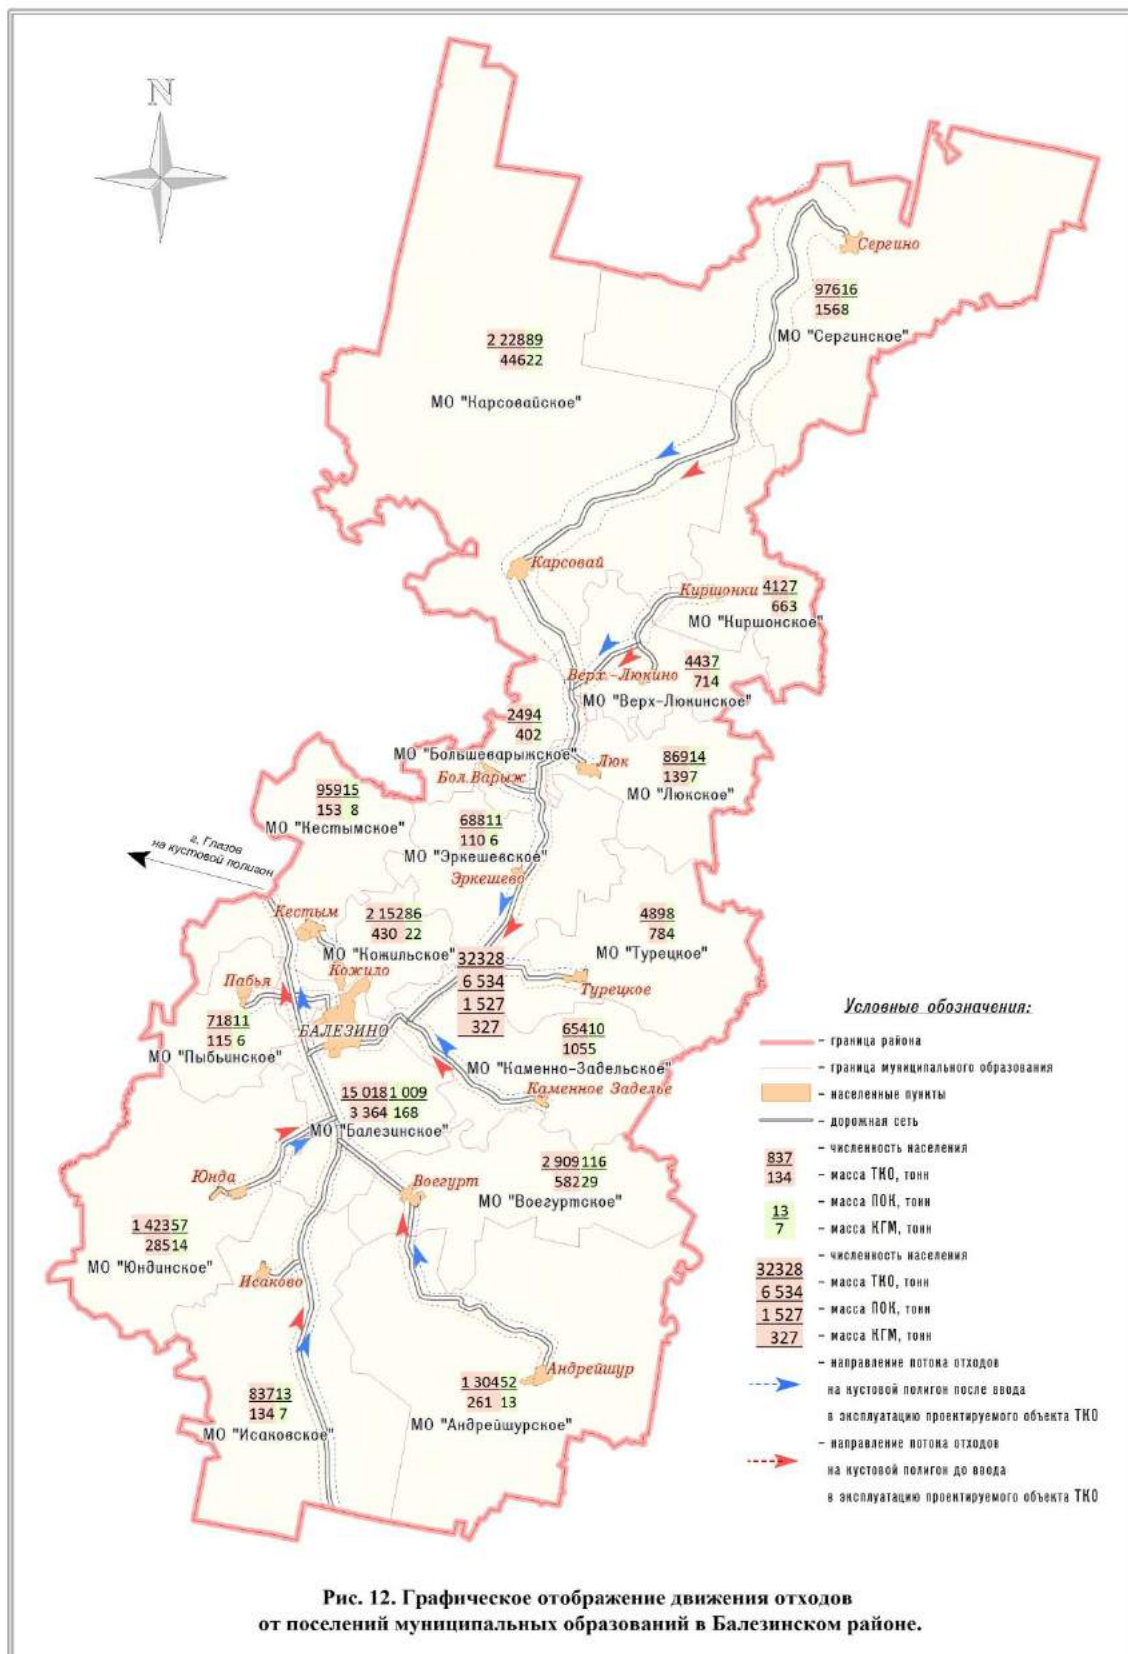 N
Сергино
97616
1568
МО "Сергинское"
2 22889
44622
МО "Карсовайское"
Карсовай
Киршонки
4127
663
МО "Киршонское"
Верх.-Люкино
4437
714
МО "Верх-Люкинское"
2494
402
МО "Большеварыжское"
Бол.Варыж
Люк
86914
1397
МО "Люкское"
95915
153 8
МО "Кестымское"
68811
110 6
МО "Эркешевское"
Эркешево
г. Глазов
на кустовой полигон
Кестым
2 15286
430 22
МО "Кожильское"
Кожило
4898
784
МО "Турецкое"
Турецкое
32328
6 534
1 527
327
Пабья
71811
115 6
МО "Пыбьинское"
БАЛЕЗИНО
65410
1055
МО "Каменно-Задельское"
Каменное Заделье
15 0181 009
3 364 168
МО "Балезинское"
Юнда
1 42357
28514
МО "Юндинское"
Воегурт
2 909116
58229
МО "Воегуртское"
Исаково
83713
134 7
МО "Исаковское"
Андрейшур
1 30452
261 13
МО "Андрейшурское"
Условные обозначения:
– граница района
– граница муниципального образования
– населенные пункты
– дорожная сеть
837
134
– численность населения
– масса ТКО, тонн
13
7
– масса ПОК, тонн
– масса КГМ, тонн
32328
6 534
1 527
327
– численность населения
– масса ТКО, тонн
– масса ПОК, тонн
– масса КГМ, тонн
– направление потока отходов
на кустовой полигон после ввода
в эксплуатацию проектируемого объекта ТКО
– направление потока отходов
на кустовой полигон до ввода
в эксплуатацию проектируемого объекта ТКО
Рис. 12. Графическое отображение движения отходов
от поселений муниципальных образований в Балезинском районе.